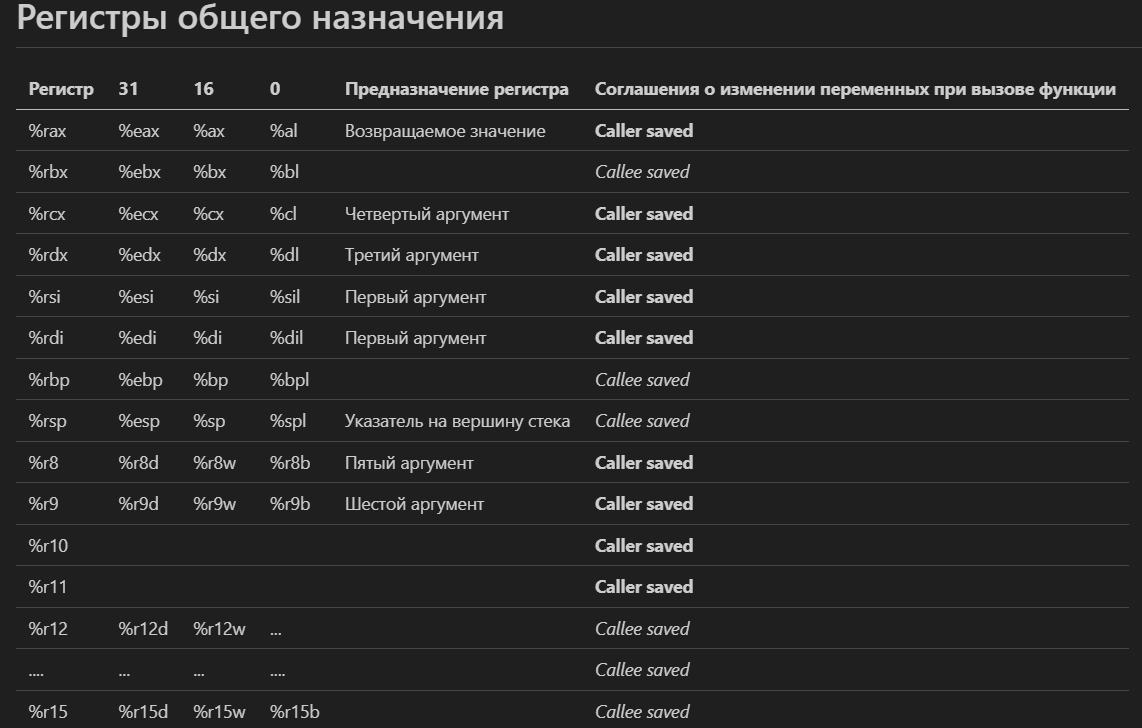 Регистры общего назначения
Регистр 31 16 0 Предназначение регистра Соглашения о изменении переменных при вызове функции
%rax %eax %ax %al Возвращаемое значение Caller saved
%rbx %ebx %bx %bl Callee saved
%rcx %ecx %cx %cl Четвертый аргумент Caller saved
%rdx %edx %dx %dl Третий аргумент Caller saved
%rsi %esi %si %sil Первый аргумент Caller saved
%rdi %edi %di %dil Первый аргумент Caller saved
%rbp %ebp %bp %bpl Callee saved
%rsp %esp %sp %spl Указатель на вершину стека Callee saved
%r8 %r8d %r8w %r8b Пятый аргумент Caller saved
%r9 %r9d %r9w %r9b Шестой аргумент Caller saved
%r10 Caller saved
%r11 Caller saved
%r12 %r12d %r12w ... Callee saved
.... ... ... .... Callee saved
%r15 %r15d %r15w %r15b Callee saved